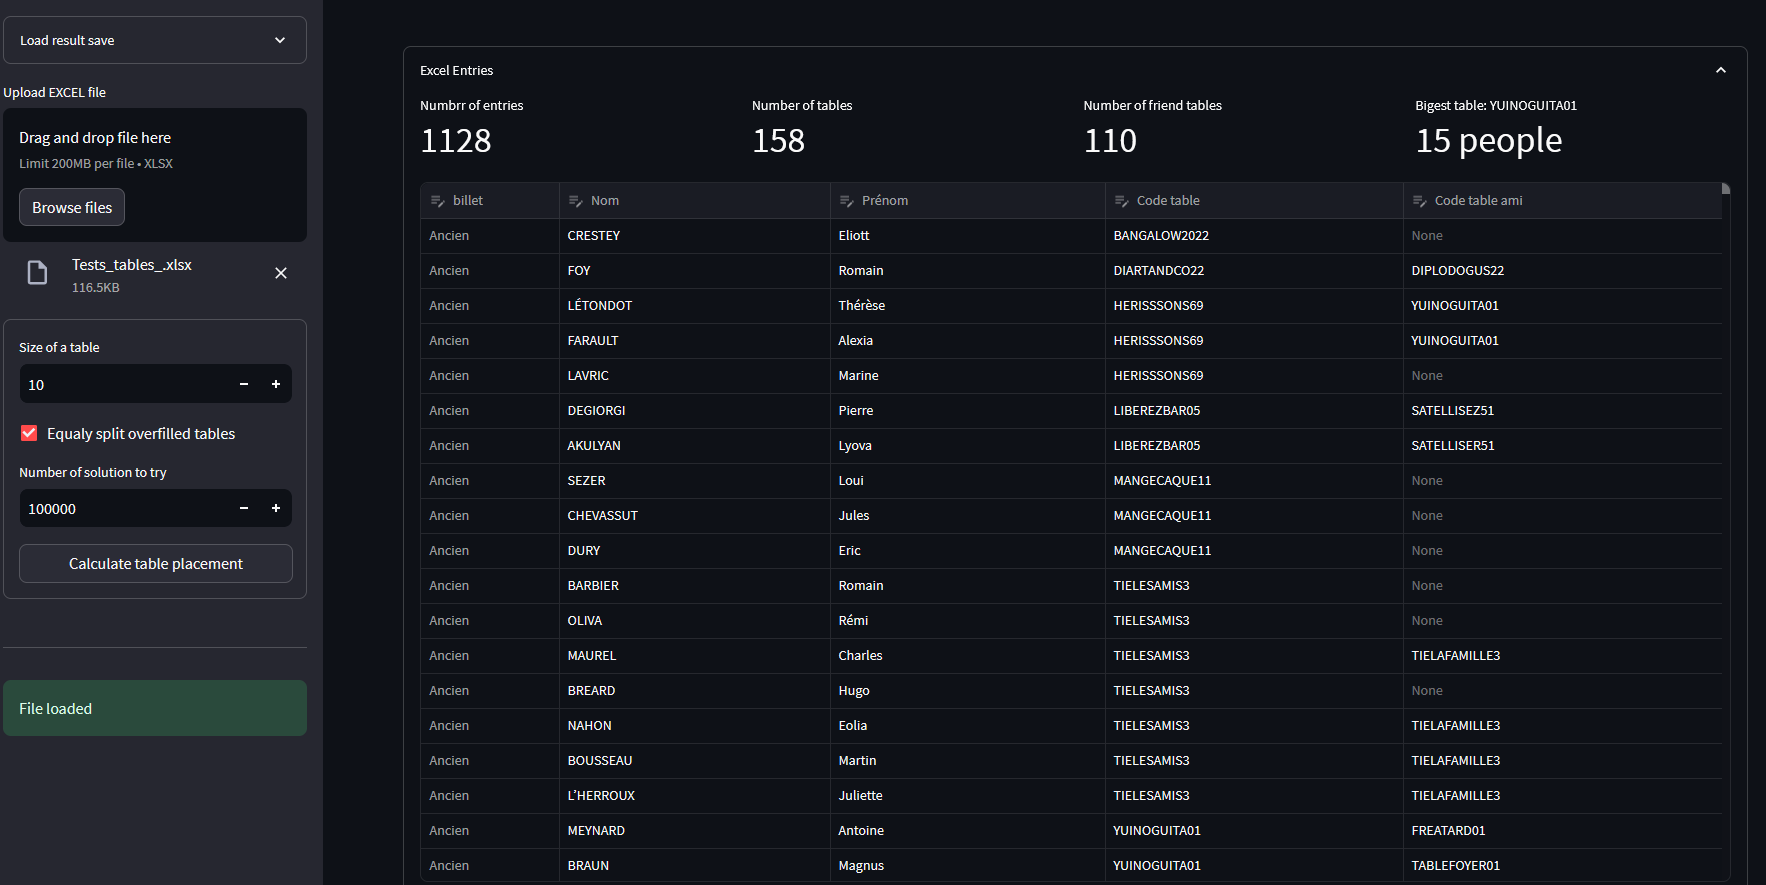 Load result save
Upload EXCEL file
Drag and drop file here
Limit 200MB per file • XLSX
Browse files
Tests_tables_.xlsx
116.5KB
Size of a table
10
Equaly split overfilled tables
Number of solution to try
100000
Calculate table placement
File loaded
Excel Entries
Numbrr of entries
1128
Number of tables
158
Number of friend tables
110
Bigest table: YUINOGUITA01
15 people
billet Nom Prénom Code table Code table ami
Ancien CRESTEY Eliott BANGALOW2022 None
Ancien FOY Romain DIARTANDCO22 DIPLODOGUS22
Ancien LÉTONDOT Thérèse HERISSSONS69 YUINOGUITA01
Ancien FARAULT Alexia HERISSSONS69 YUINOGUITA01
Ancien LAVRIC Marine HERISSSONS69 None
Ancien DEGIORGI Pierre LIBEREZBAR05 SATELLISEZ51
Ancien AKULYAN Lyova LIBEREZBAR05 SATELLISER51
Ancien SEZER Loui MANGECAQUE11 None
Ancien CHEVASSUT Jules MANGECAQUE11 None
Ancien DURY Eric MANGECAQUE11 None
Ancien BARBIER Romain TIELESAMIS3 None
Ancien OLIVA Rémi TIELESAMIS3 None
Ancien MAUREL Charles TIELESAMIS3 TIELAFAMILLE3
Ancien BREARD Hugo TIELESAMIS3 None
Ancien NAHON Eolia TIELESAMIS3 TIELAFAMILLE3
Ancien BOUSSEAU Martin TIELESAMIS3 TIELAFAMILLE3
Ancien L'HERROUX Juliette TIELESAMIS3 TIELAFAMILLE3
Ancien MEYNARD Antoine YUINOGUITA01 FREATARD01
Ancien BRAUN Magnus YUINOGUITA01 TABLEFOYER01